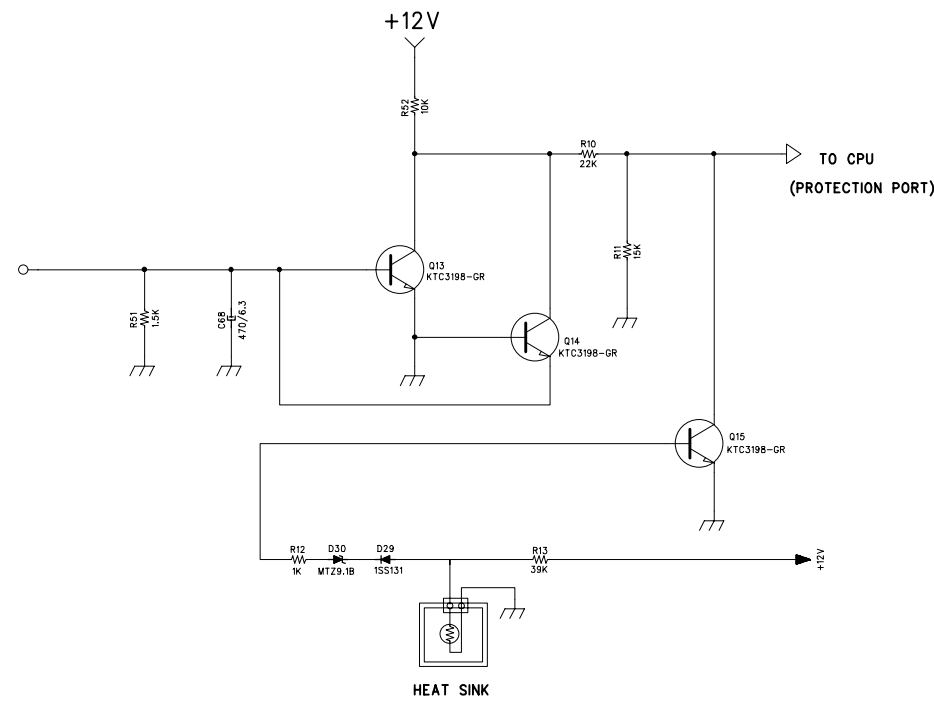 +12V
R52
10K
R10
22K
TO CPU
(PROTECTION PORT)
R11
15K
Q13
KTC3198-GR
R51
1.5K
C68
470/6.3
Q14
KTC3198-GR
Q15
KTC3198-GR
R12
1K
D30
MTZ9.1B
D29
1SS131
R13
39K
+12V
HEAT SINK